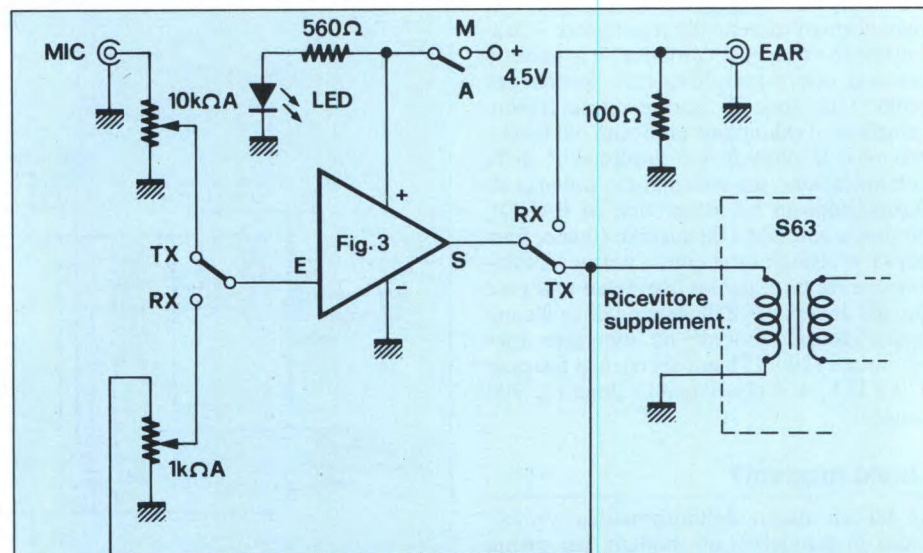 MIC
10kΩA
560Ω
LED
M
A
+
4.5V
EAR
100Ω
TX
RX
E
Fig. 3
+
−
S
RX
TX
S63
Ricevitore
supplement.
1kΩA